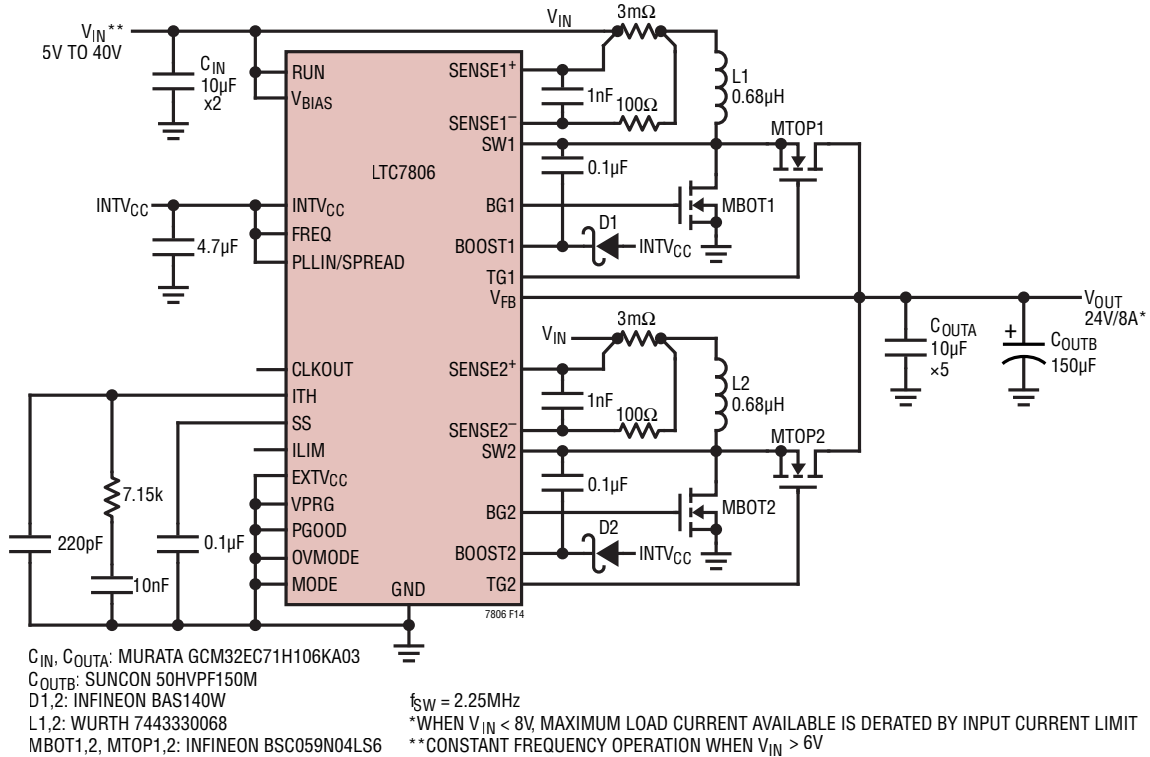 VIN**
5V TO 40V
CIN
10µF
x2
VIN
3mΩ
L1
0.68µH
RUN
VBIAS
SENSE1+
1nF
100Ω
SENSE1–
SW1
MTOP1
LTC7806
0.1µF
INTVCC
4.7µF
INTVCC
FREQ
PLLIN/SPREAD
BG1
MBOT1
D1
BOOST1
INTVCC
TG1
VFB
VOUT
24V/8A*
COUTA
10µF
×5
+
COUTB
150µF
VIN
3mΩ
L2
0.68µH
CLKOUT
ITH
SS
ILIM
EXTVCC
VPRG
PGOOD
OVMODE
MODE
GND
SENSE2+
1nF
100Ω
SENSE2–
SW2
MTOP2
0.1µF
BG2
MBOT2
D2
BOOST2
INTVCC
TG2
7.15k
220pF
0.1µF
10nF
7806 F14
CIN, COUTA: MURATA GCM32EC71H106KA03
COUTB: SUNCON 50HVPF150M
D1,2: INFINEON BAS140W
L1,2: WURTH 7443330068
MBOT1,2, MTOP1,2: INFINEON BSC059N04LS6
fSW = 2.25MHz
*WHEN VIN < 8V, MAXIMUM LOAD CURRENT AVAILABLE IS DERATED BY INPUT CURRENT LIMIT
**CONSTANT FREQUENCY OPERATION WHEN VIN > 6V